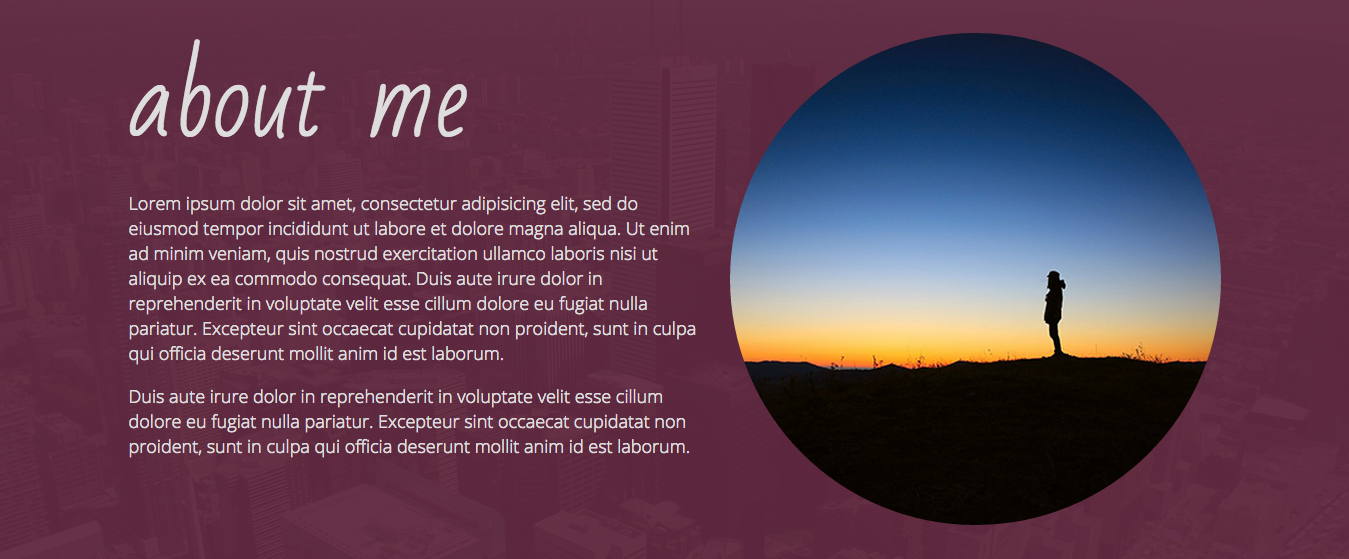 about me
Lorem ipsum dolor sit amet, consectetur adipisicing elit, sed do
eiusmod tempor incididunt ut labore et dolore magna aliqua. Ut enim
ad minim veniam, quis nostrud exercitation ullamco laboris nisi ut
aliquip ex ea commodo consequat. Duis aute irure dolor in
reprehenderit in voluptate velit esse cillum dolore eu fugiat nulla
pariatur. Excepteur sint occaecat cupidatat non proident, sunt in culpa
qui officia deserunt mollit anim id est laborum.
Duis aute irure dolor in reprehenderit in voluptate velit esse cillum
dolore eu fugiat nulla pariatur. Excepteur sint occaecat cupidatat non
proident, sunt in culpa qui officia deserunt mollit anim id est laborum.